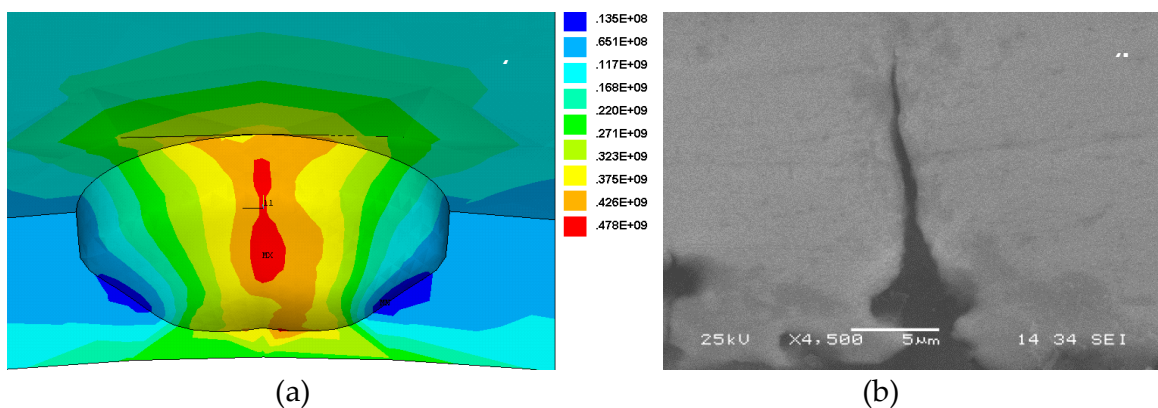 .135E+08
.651E+08
.117E+09
.168E+09
.220E+09
.271E+09
.323E+09
.375E+09
.426E+09
.478E+09
MX
25kV X4,500 5μm 14 34 SEI
(a) (b)